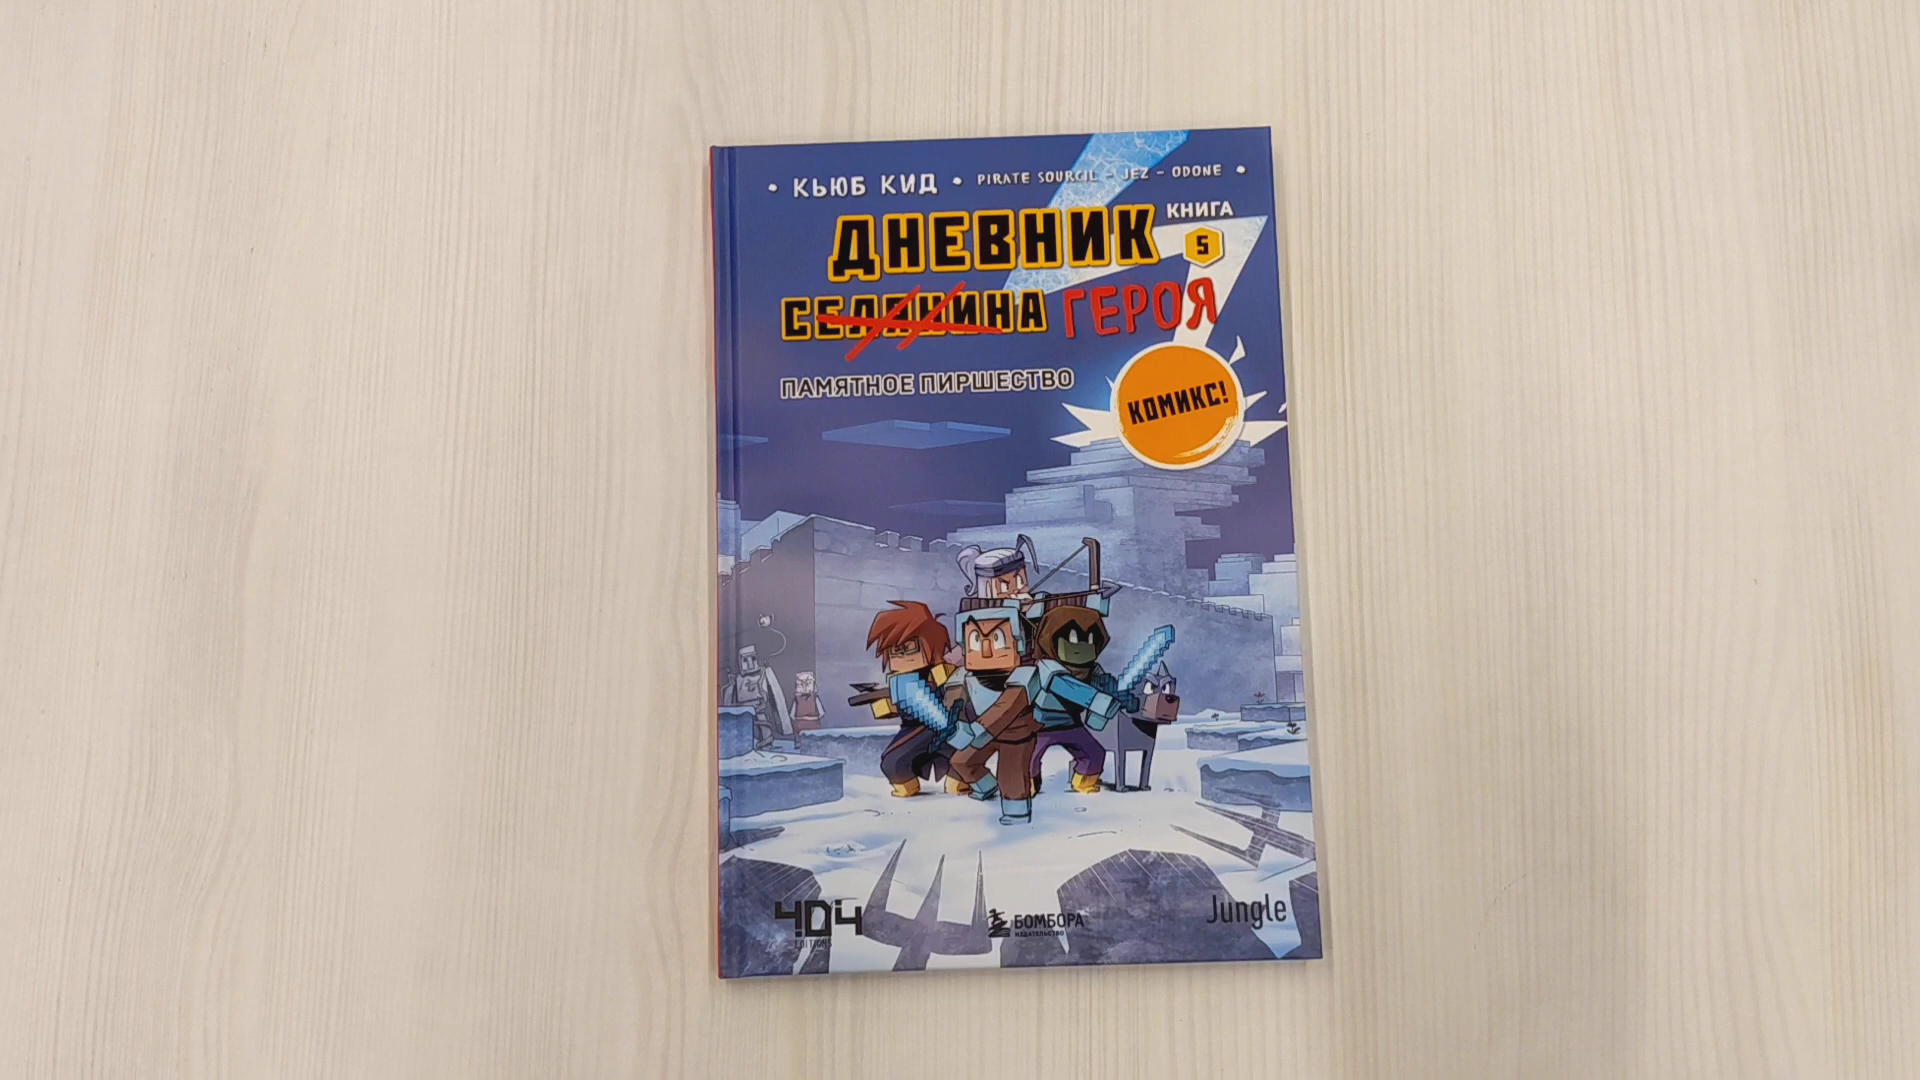 • КЬЮБ КИД • PIRATE SOURCIL - JEZ - ODONE •
ДНЕВНИК
КНИГА
5
СЕЛЯНИНА ГЕРОЯ
ПАМЯТНОЕ ПИРШЕСТВО
КОМИКС!
404
EDITIONS
БОМБОРА
ИЗДАТЕЛЬСТВО
Jungle